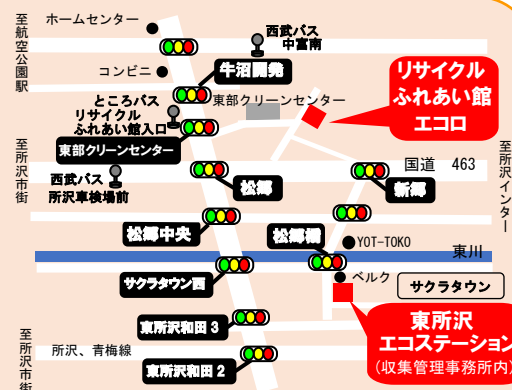 至航空公園駅
ホームセンター
西武バス
中富南
コンビニ
牛沼開発
リサイクル
ふれあい館
エコロ
ところバス
リサイクル
ふれあい館入口
東部クリーンセンター
東部クリーンセンター
至所沢市街
西武バス
所沢車検場前
松郷
国道 463
新郷
至所沢インター
松郷中央
松郷橋
YOT-TOKO
東川
サクラタウン西
ベルク
サクラタウン
東所沢
エコステーション
(収集管理事務所内)
東所沢和田3
至所沢市街
所沢、青梅線
東所沢和田2